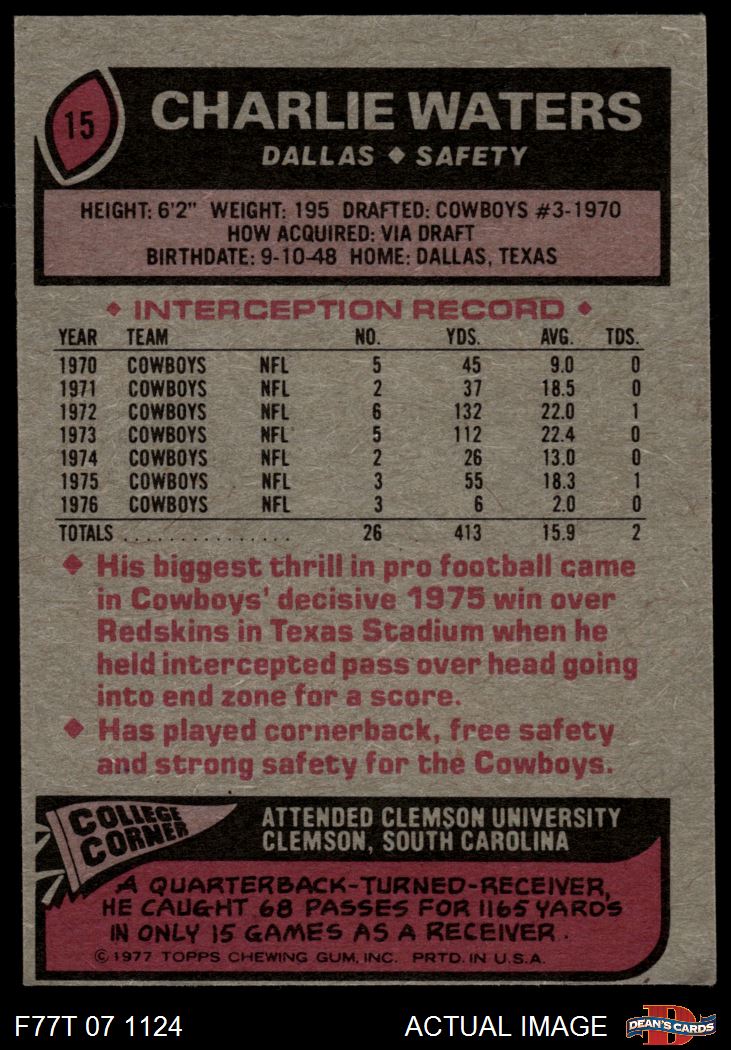 15
CHARLIE WATERS
DALLAS ◆ SAFETY
HEIGHT: 6'2" WEIGHT: 195 DRAFTED: COWBOYS #3-1970
HOW ACQUIRED: VIA DRAFT
BIRTHDATE: 9-10-48 HOME: DALLAS, TEXAS
◆ INTERCEPTION RECORD ◆
YEAR TEAM NO. YDS. AVG. TDS.
1970 COWBOYS NFL 5 45 9.0 0
1971 COWBOYS NFL 2 37 18.5 0
1972 COWBOYS NFL 6 132 22.0 1
1973 COWBOYS NFL 5 112 22.4 0
1974 COWBOYS NFL 2 26 13.0 0
1975 COWBOYS NFL 3 55 18.3 1
1976 COWBOYS NFL 3 6 2.0 0
TOTALS . . . . . . . . . . . . . . . 26 413 15.9 2
◆ His biggest thrill in pro football came
in Cowboys' decisive 1975 win over
Redskins in Texas Stadium when he
held intercepted pass over head going
into end zone for a score.
◆ Has played cornerback, free safety
and strong safety for the Cowboys.
COLLEGE
CORNER
ATTENDED CLEMSON UNIVERSITY
CLEMSON, SOUTH CAROLINA
A QUARTERBACK-TURNED-RECEIVER,
HE CAUGHT 68 PASSES FOR 1165 YARDS
IN ONLY 15 GAMES AS A RECEIVER.
© 1977 TOPPS CHEWING GUM, INC. PRTD. IN U.S.A.
F77T 07 1124 ACTUAL IMAGE DEAN'S CARDS